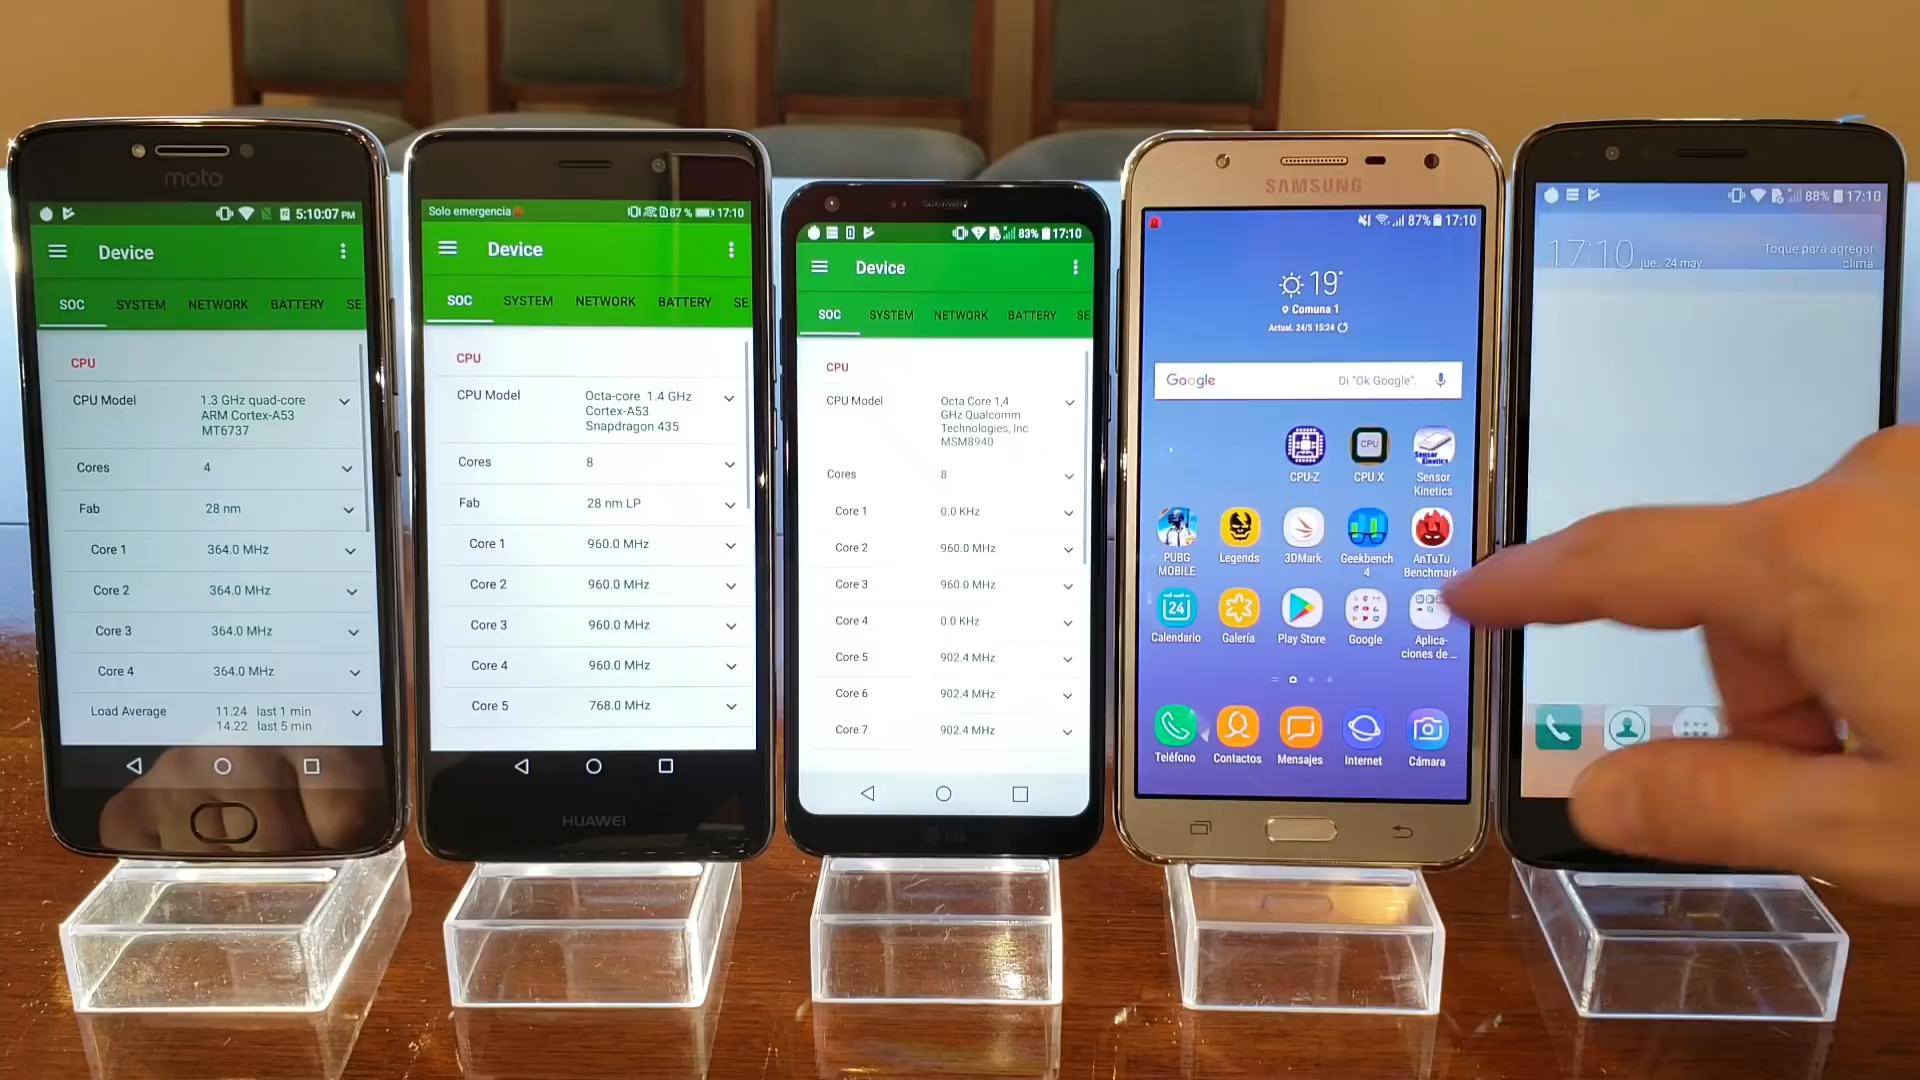 moto
5:10:07 PM
Device
SOC SYSTEM NETWORK BATTERY SE
CPU
CPU Model 1.3 GHz quad-core
ARM Cortex-A53
MT6737
Cores 4
Fab 28 nm
Core 1 364.0 MHz
Core 2 364.0 MHz
Core 3 364.0 MHz
Core 4 364.0 MHz
Load Average 11.24 last 1 min
14.22 last 5 min
Solo emergencia 87 % 17:10
Device
SOC SYSTEM NETWORK BATTERY SE
CPU
CPU Model Octa-core 1.4 GHz
Cortex-A53
Snapdragon 435
Cores 8
Fab 28 nm LP
Core 1 960.0 MHz
Core 2 960.0 MHz
Core 3 960.0 MHz
Core 4 960.0 MHz
Core 5 768.0 MHz
HUAWEI
83% 17:10
Device
SOC SYSTEM NETWORK BATTERY SE
CPU
CPU Model Octa Core 1,4
GHz Qualcomm
Technologies, Inc
MSM8940
Cores 8
Core 1 0.0 KHz
Core 2 960.0 MHz
Core 3 960.0 MHz
Core 4 0.0 KHz
Core 5 902.4 MHz
Core 6 902.4 MHz
Core 7 902.4 MHz
LG
SAMSUNG
87% 17:10
19°
Comuna 1
Actual. 24/5 15:24
Google Di "Ok Google".
CPU
Sensor
Kinetics
CPU-Z CPU X Sensor
Kinetics
PUBG
MOBILE Legends 3DMark Geekbench
4 AnTuTu
Benchmark
24
Calendario Galería Play Store Google Aplica-
ciones de ...
Teléfono Contactos Mensajes Internet Cámara
88% 17:10
17:10 jue., 24 may.
Toque para agregar
clima